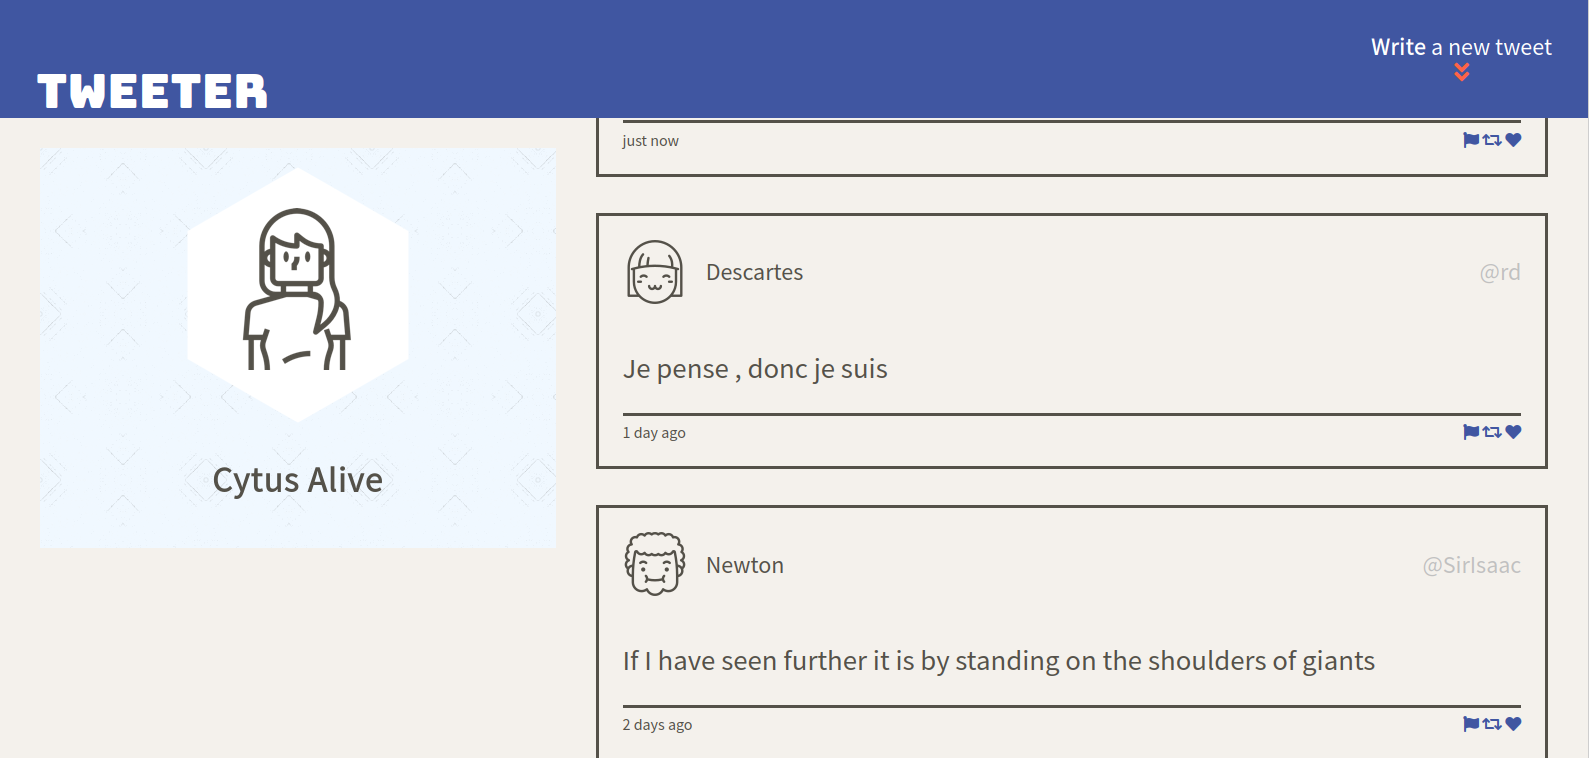 Write a new tweet
TWEETER
just now
Cytus Alive
Descartes
@rd
Je pense , donc je suis
1 day ago
Newton
@SirIsaac
If I have seen further it is by standing on the shoulders of giants
2 days ago